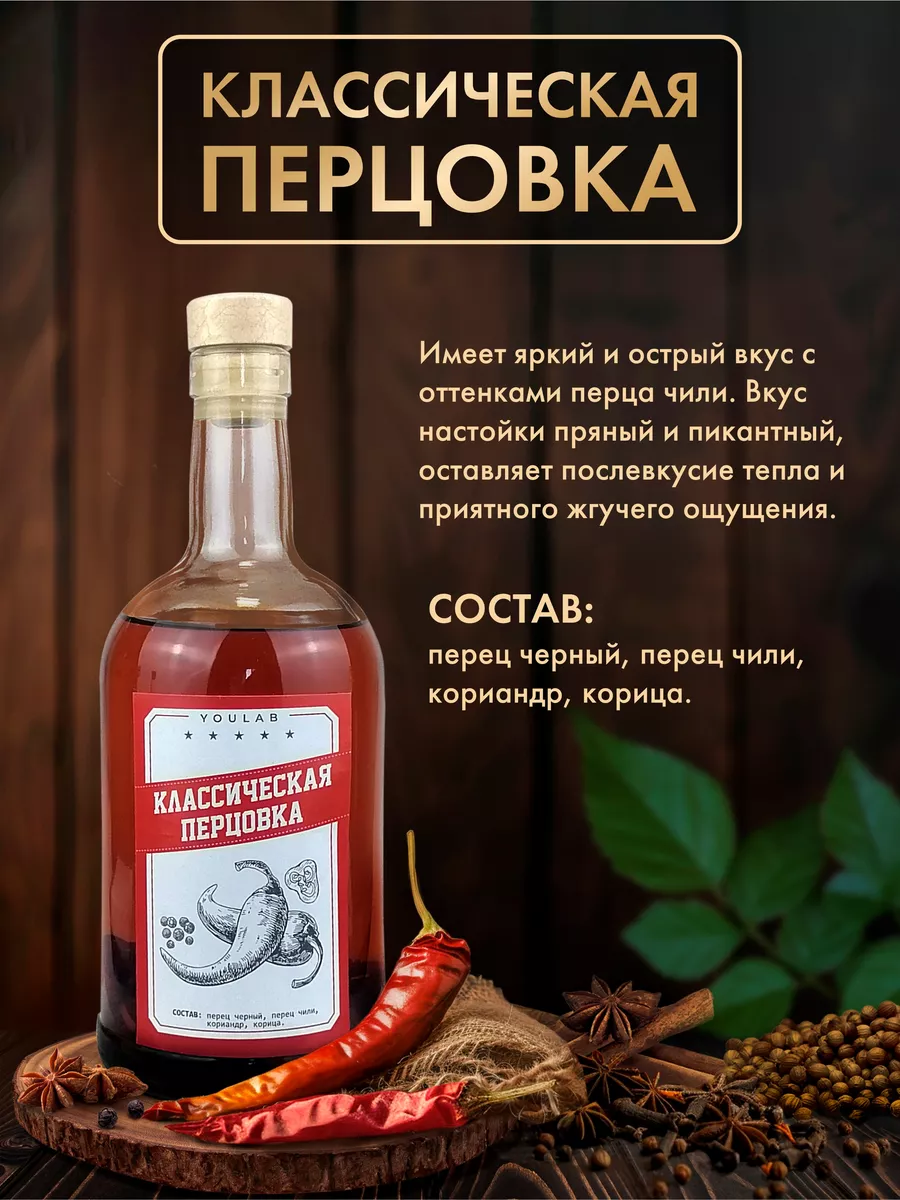 КЛАССИЧЕСКАЯ
ПЕРЦОВКА
Имеет яркий и острый вкус с
оттенками перца чили. Вкус
настойки пряный и пикантный,
оставляет послевкусие тепла и
приятного жгучего ощущения.
СОСТАВ:
перец черный, перец чили,
кориандр, корица.
YOULAB
КЛАССИЧЕСКАЯ
ПЕРЦОВКА
СОСТАВ: перец черный, перец чили,
кориандр, корица.